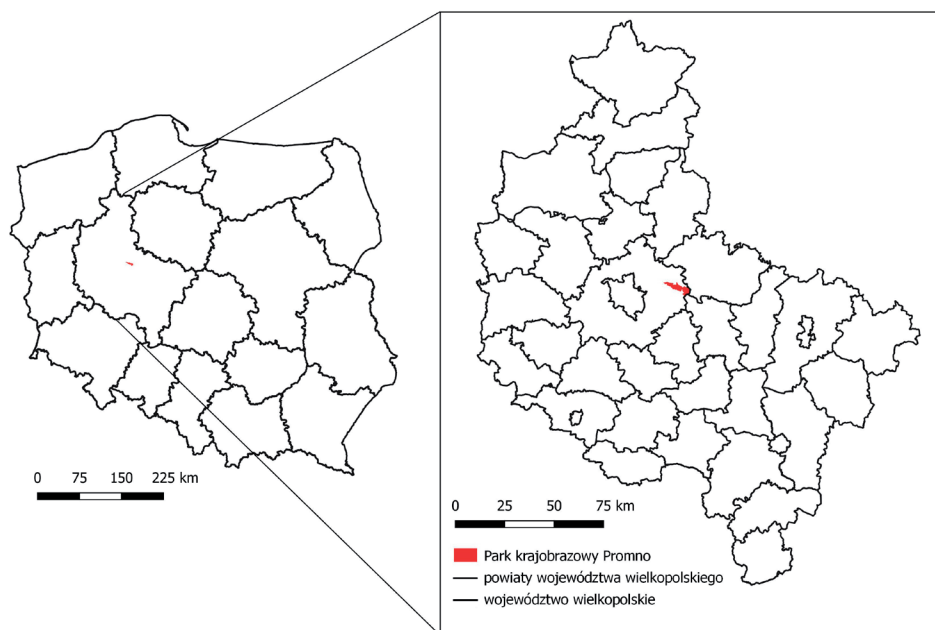 0 75 150 225 km
0 25 50 75 km
Park krajobrazowy Promno
powiaty województwa wielkopolskiego
województwo wielkopolskie